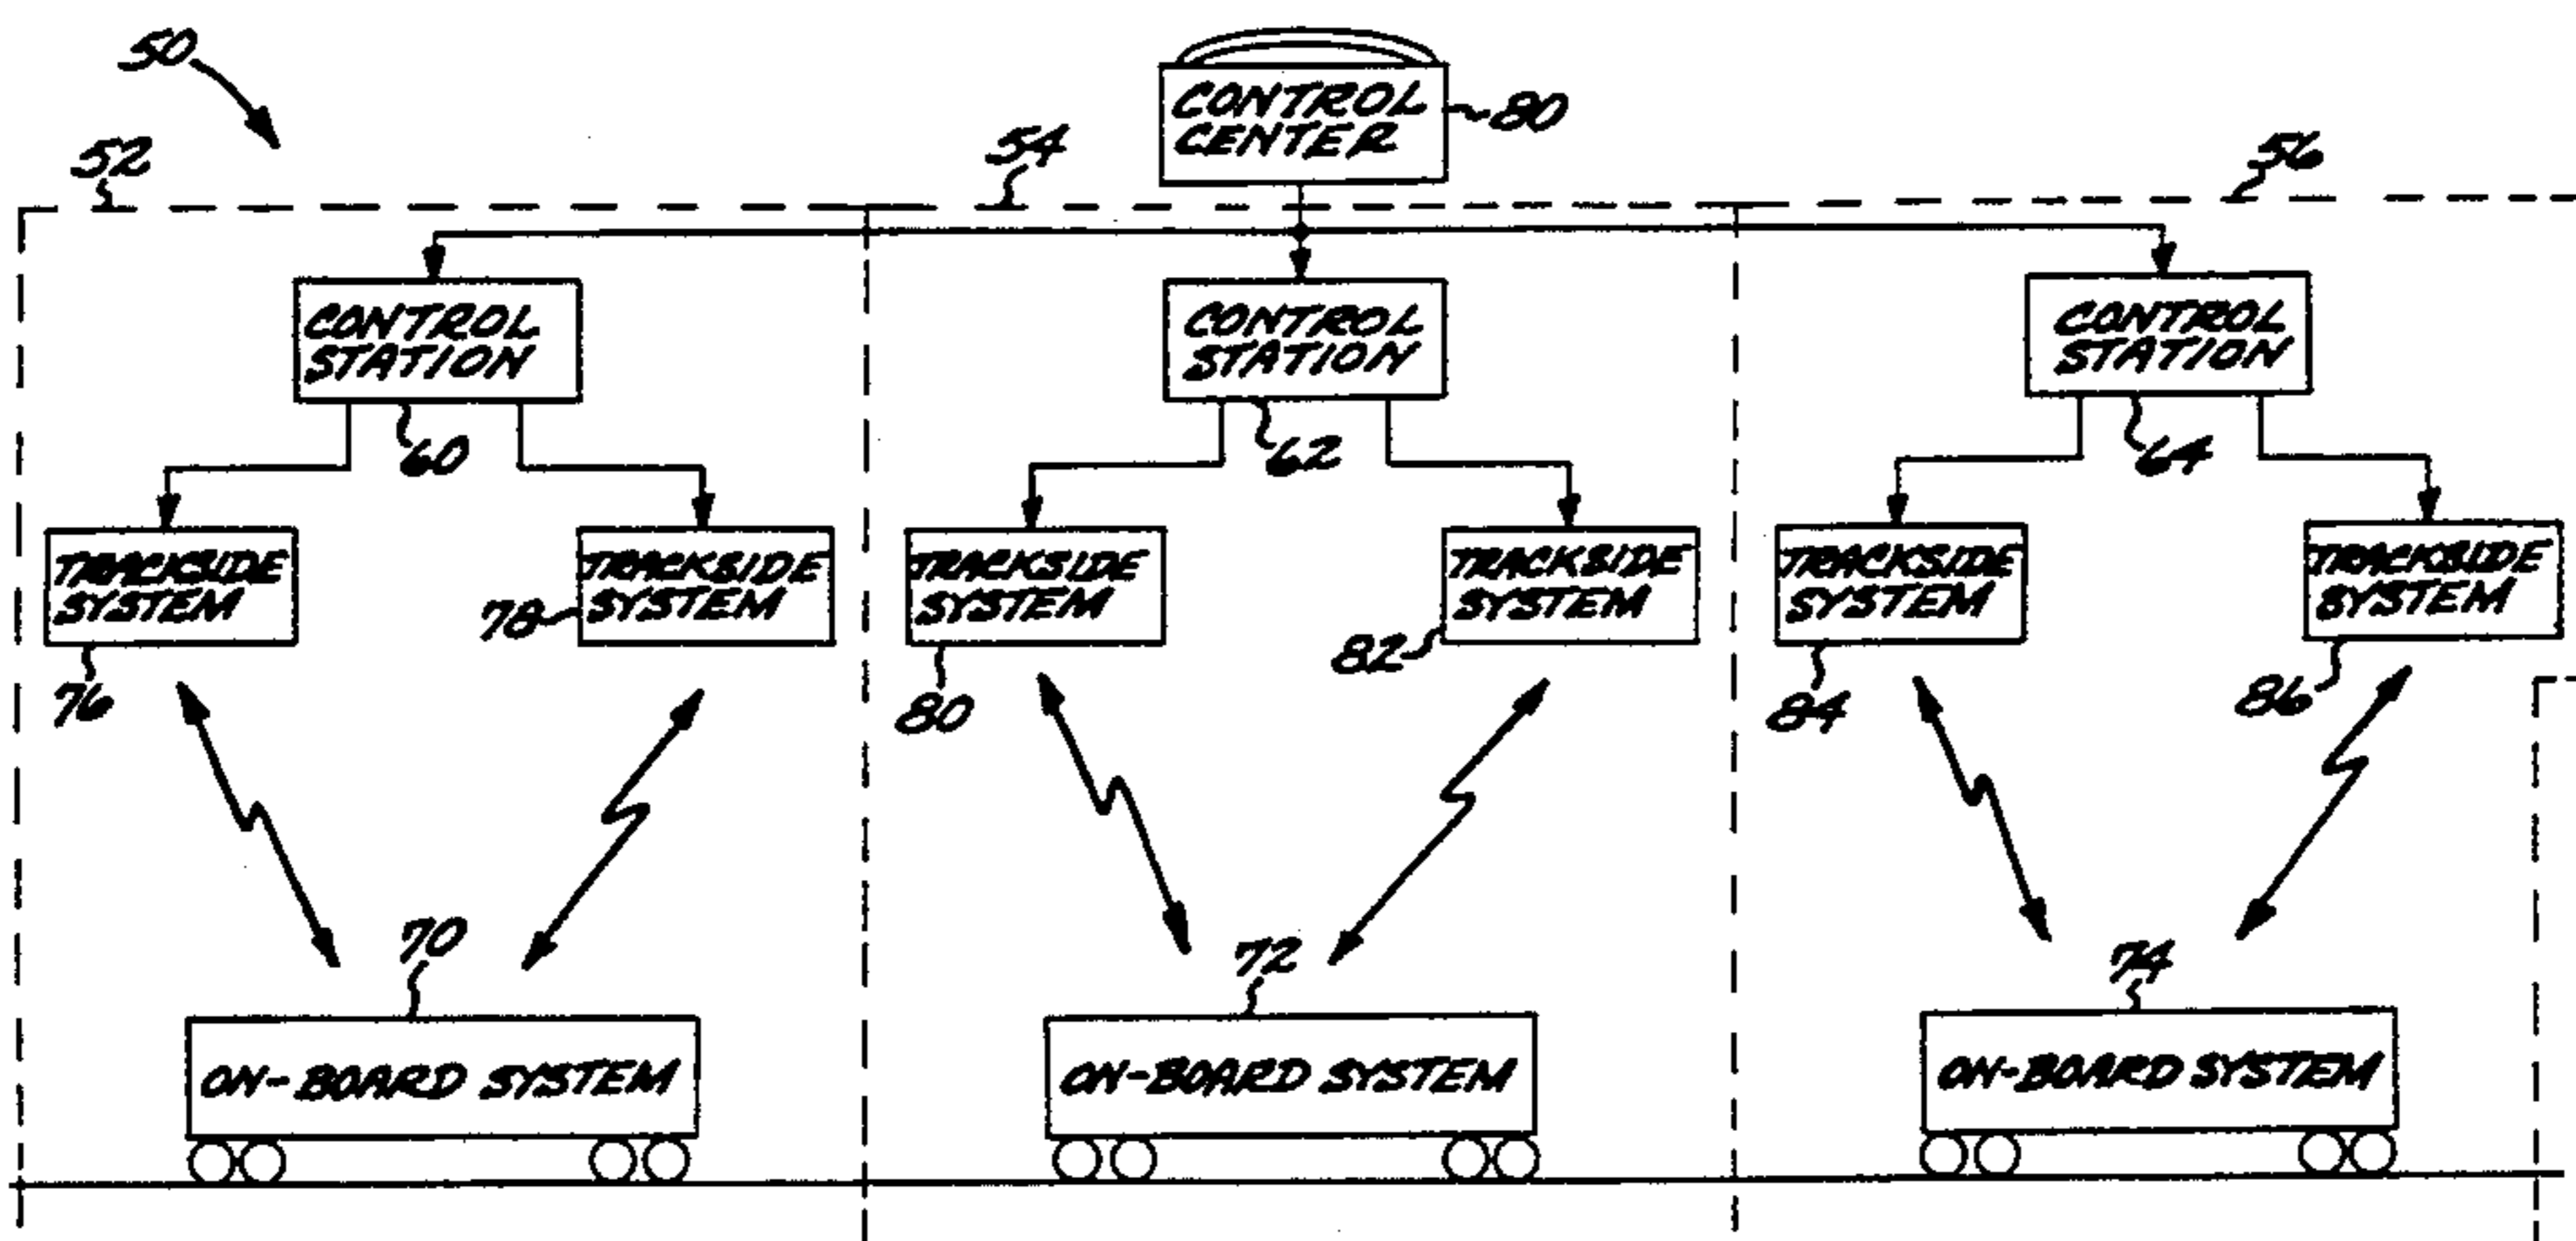 50
CONTROL
CENTER
80
52
54
56
CONTROL
STATION
CONTROL
STATION
CONTROL
STATION
60
62
64
TRACKSIDE
SYSTEM
TRACKSIDE
SYSTEM
TRACKSIDE
SYSTEM
TRACKSIDE
SYSTEM
TRACKSIDE
SYSTEM
TRACKSIDE
SYSTEM
76
78
80
82
84
86
70
72
74
ON-BOARD SYSTEM
ON-BOARD SYSTEM
ON-BOARD SYSTEM